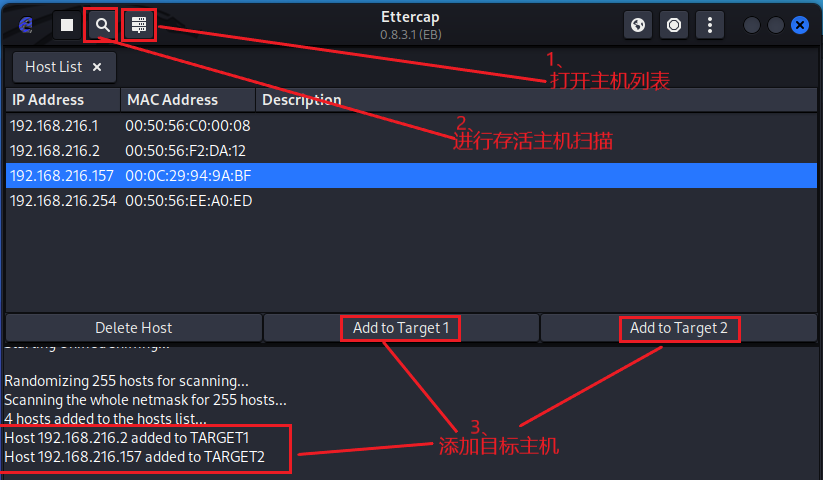 Ettercap
0.8.3.1 (EB)
1、
打开主机列表
Host List ×
IP Address MAC Address Description
2、
进行存活主机扫描
192.168.216.1 00:50:56:C0:00:08
192.168.216.2 00:50:56:F2:DA:12
192.168.216.157 00:0C:29:94:9A:BF
192.168.216.254 00:50:56:EE:A0:ED
Delete Host Add to Target 1 Add to Target 2
Randomizing 255 hosts for scanning...
Scanning the whole netmask for 255 hosts...
4 hosts added to the hosts list...
Host 192.168.216.2 added to TARGET1
Host 192.168.216.157 added to TARGET2
3、
添加目标主机